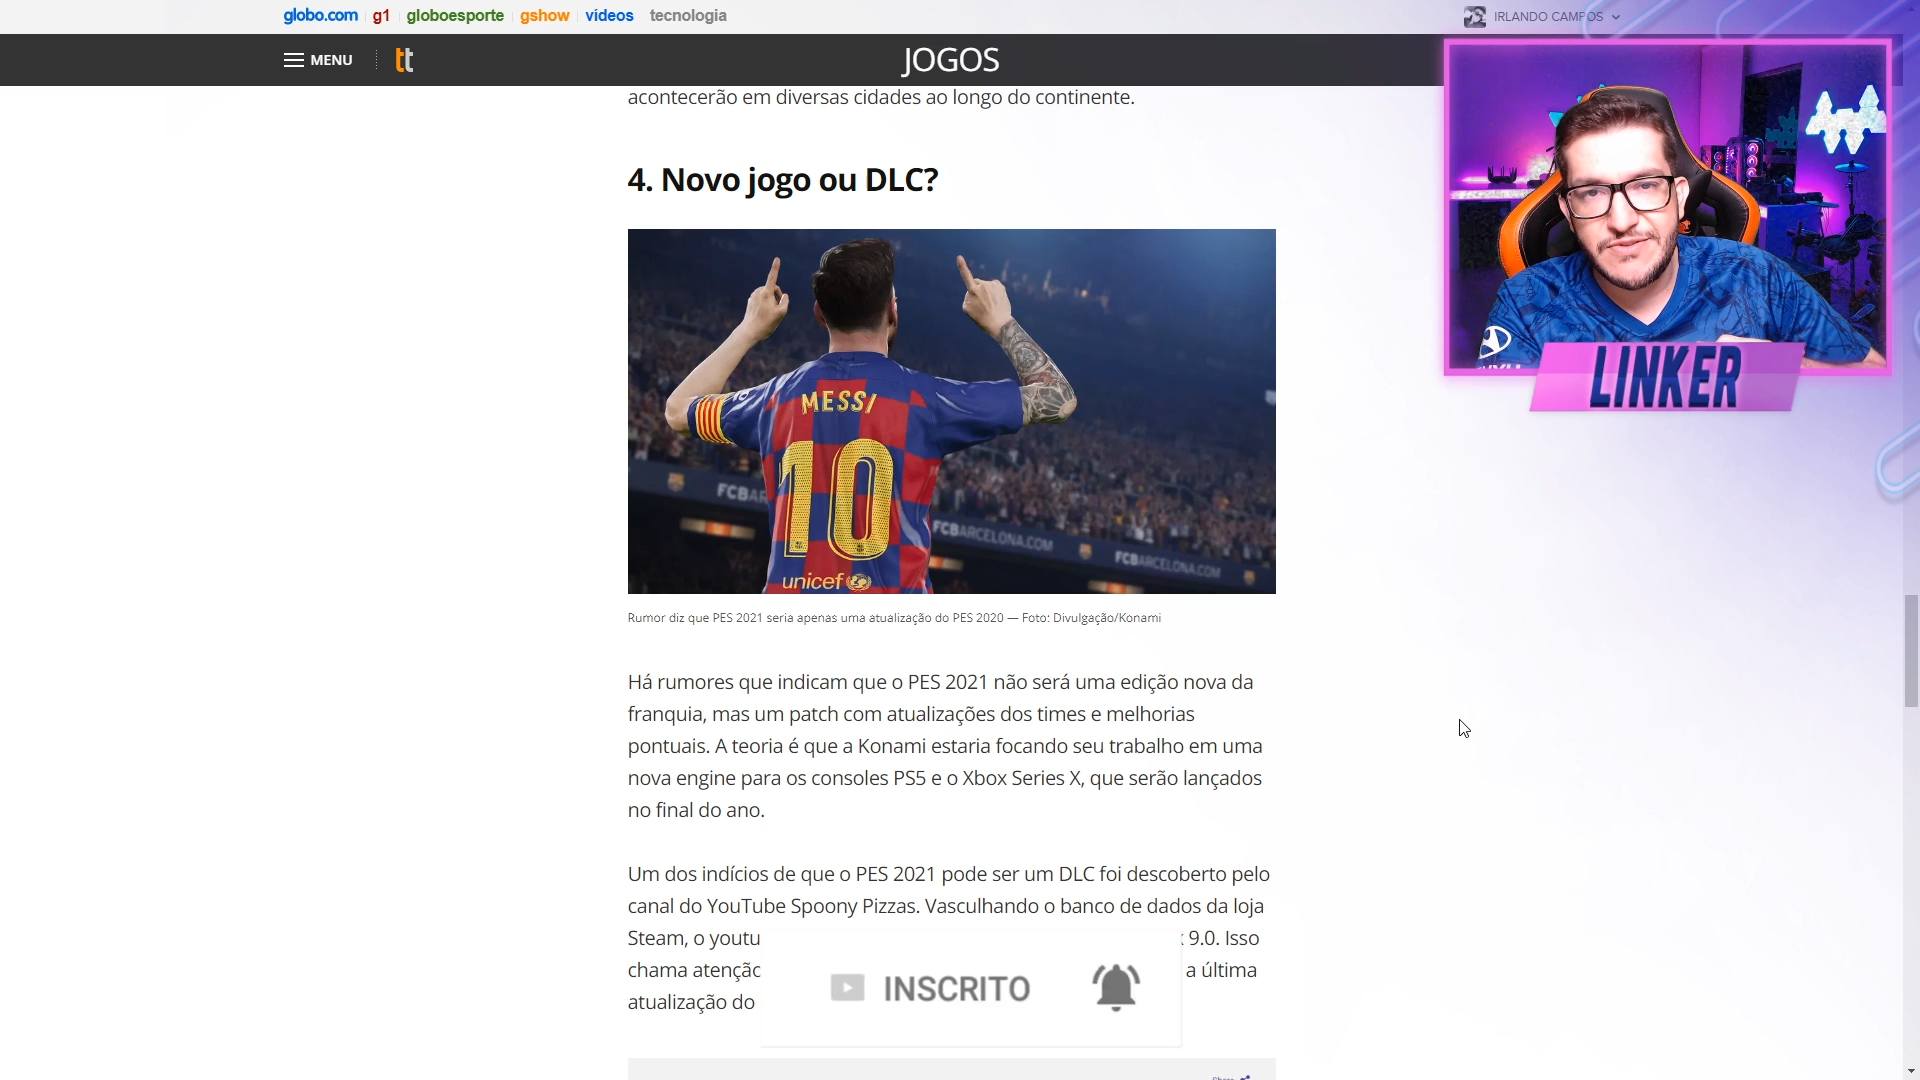 globo.com g1 globoesporte gshow vídeos tecnologia
IRLANDO CAMPOS
MENU tt JOGOS
acontecerão em diversas cidades ao longo do continente.
4. Novo jogo ou DLC?
MESSI
10
unicef
FCBAR
FCBARCELONA.COM
FCBARCELONA.COM
LINKER
Rumor diz que PES 2021 seria apenas uma atualização do PES 2020 — Foto: Divulgação/Konami
Há rumores que indicam que o PES 2021 não será uma edição nova da
franquia, mas um patch com atualizações dos times e melhorias
pontuais. A teoria é que a Konami estaria focando seu trabalho em uma
nova engine para os consoles PS5 e o Xbox Series X, que serão lançados
no final do ano.
Um dos indícios de que o PES 2021 pode ser um DLC foi descoberto pelo
canal do YouTube Spoony Pizzas. Vasculhando o banco de dados da loja
Steam, o youtu 9.0. Isso
chama atenção a última
atualização do
INSCRITO